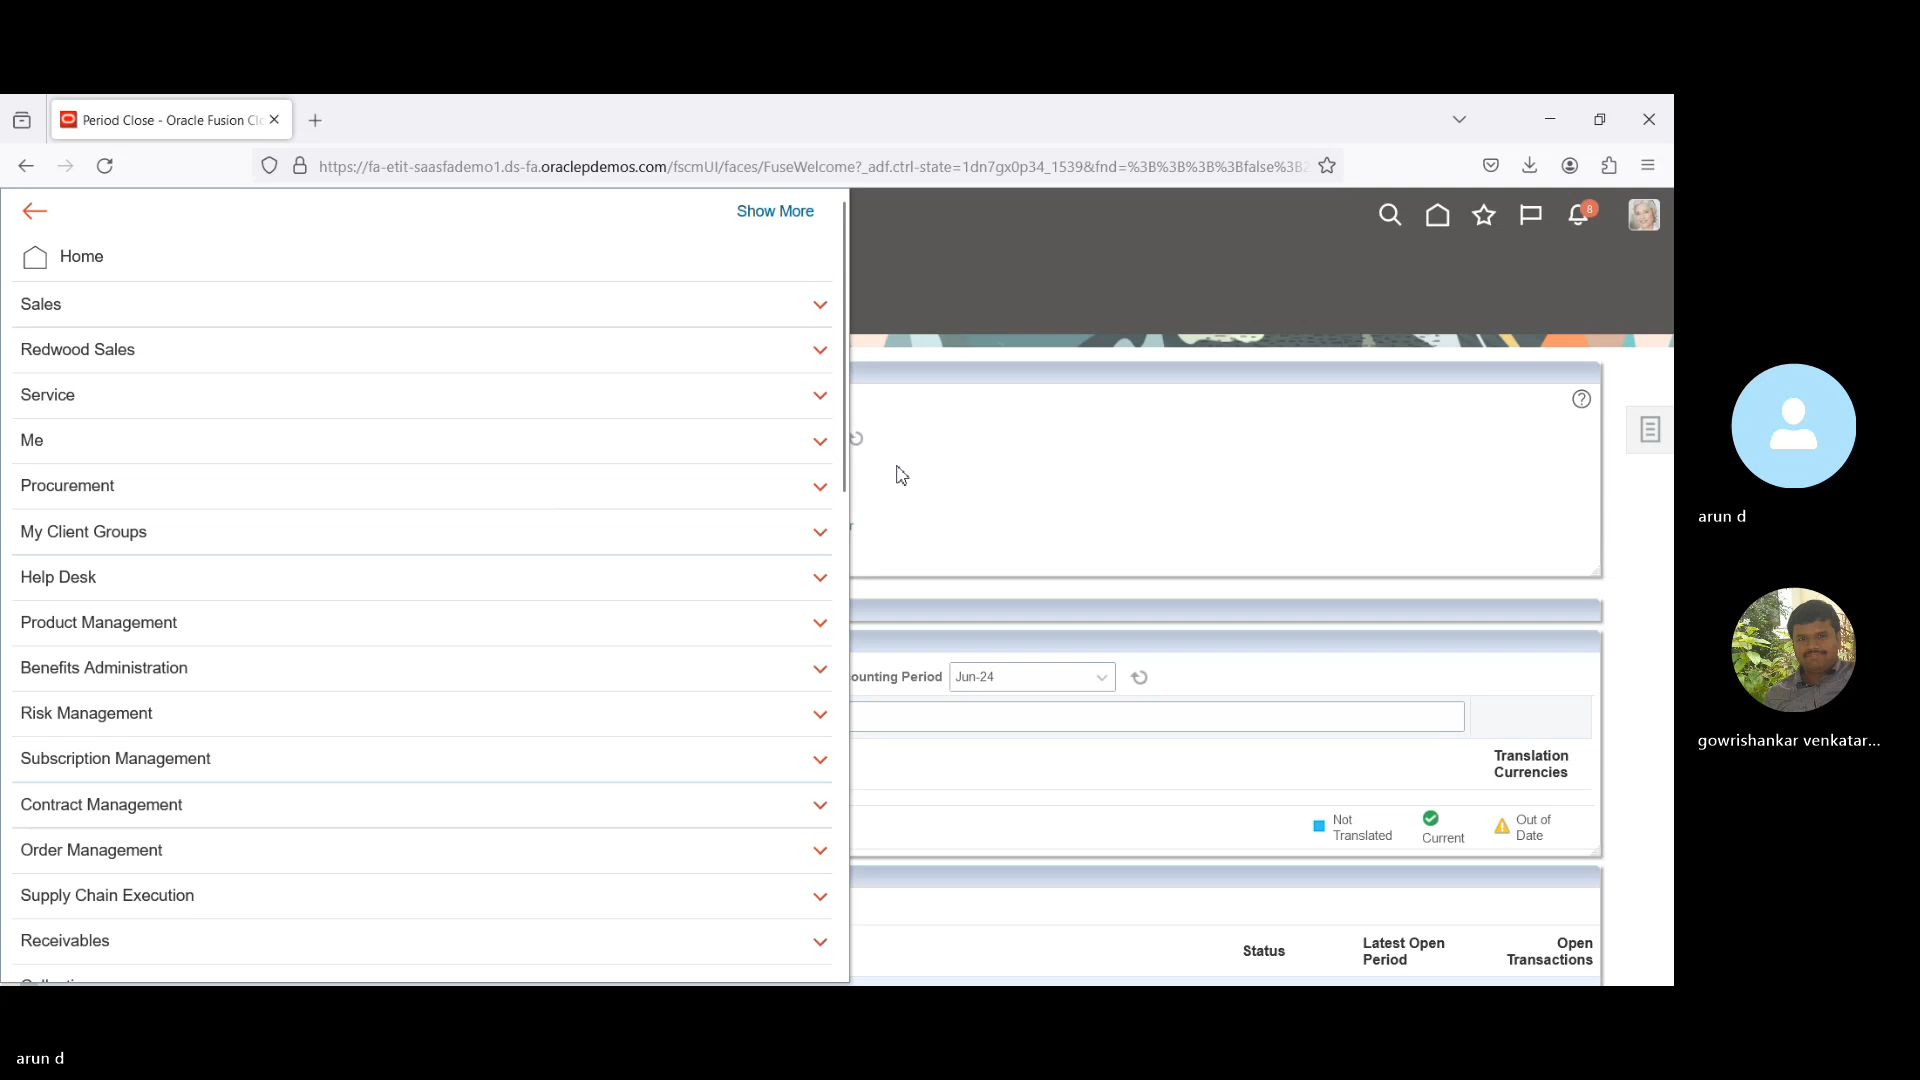 Period Close - Oracle Fusion Clo
https://fa-etit-saasfademo1.ds-fa.oraclepdemos.com/fscmUI/faces/FuseWelcome?_adf.ctrl-state=1dn7gx0p34_1539&fnd=%3B%3B%3B%3Bfalse%3B2
Show More
8
Home
Sales
Redwood Sales
Service
Me
Procurement
My Client Groups
Help Desk
Product Management
Benefits Administration
Risk Management
Subscription Management
Contract Management
Order Management
Supply Chain Execution
Receivables
r
ounting Period Jun-24
Translation
Currencies
Not
Translated
Current
Out of
Date
Status
Latest Open
Period
Open
Transactions
arun d
gowrishankar venkatar...
arun d